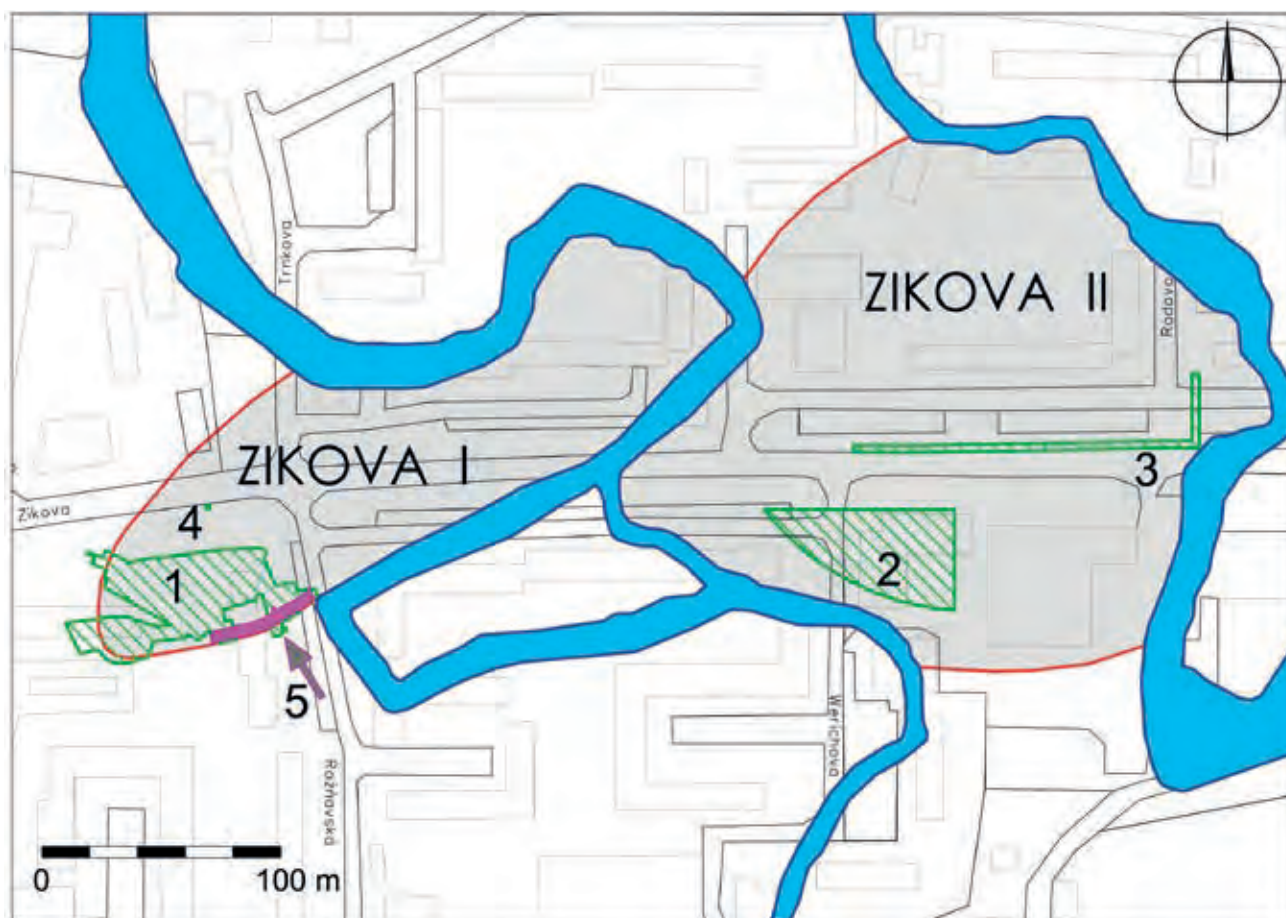 Trnkova
ZIKOVA II
Radova
ZIKOVA I
3
Zikova
4
2
1
5
Werichova
Rožňavská
0
100 m